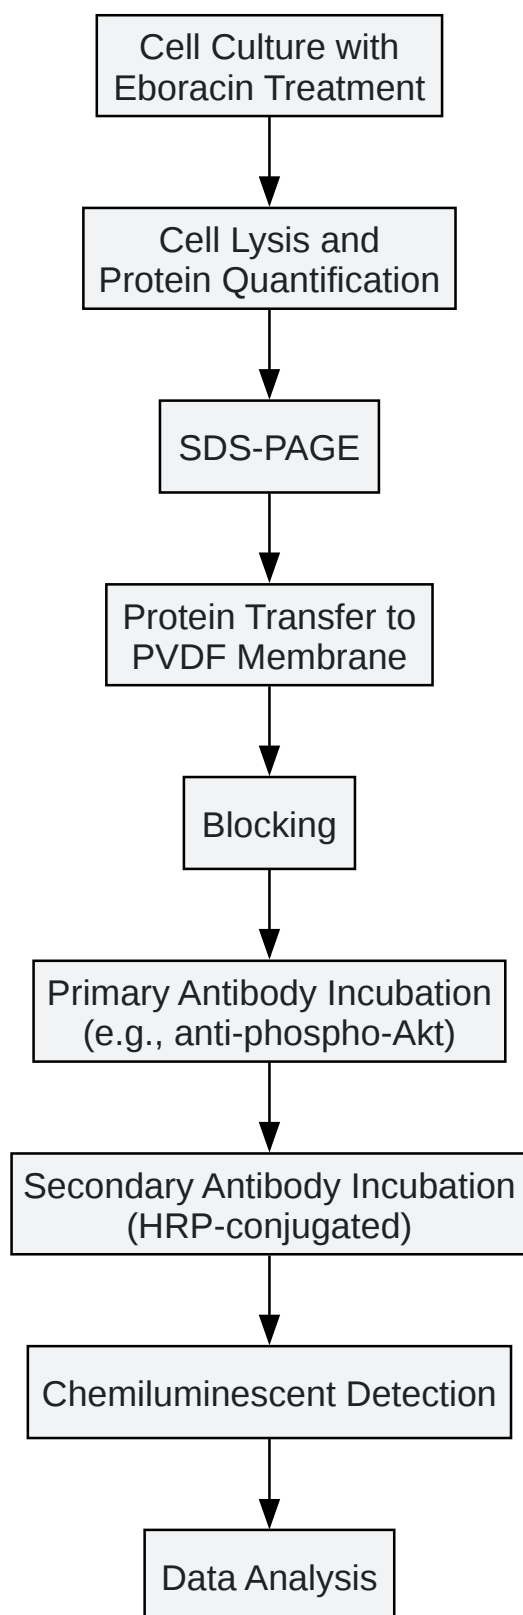 Cell Culture with
Eboracin Treatment
Cell Lysis and
Protein Quantification
SDS-PAGE
Protein Transfer to
PVDF Membrane
Blocking
Primary Antibody Incubation
(e.g., anti-phospho-Akt)
Secondary Antibody Incubation
(HRP-conjugated)
Chemiluminescent Detection
Data Analysis